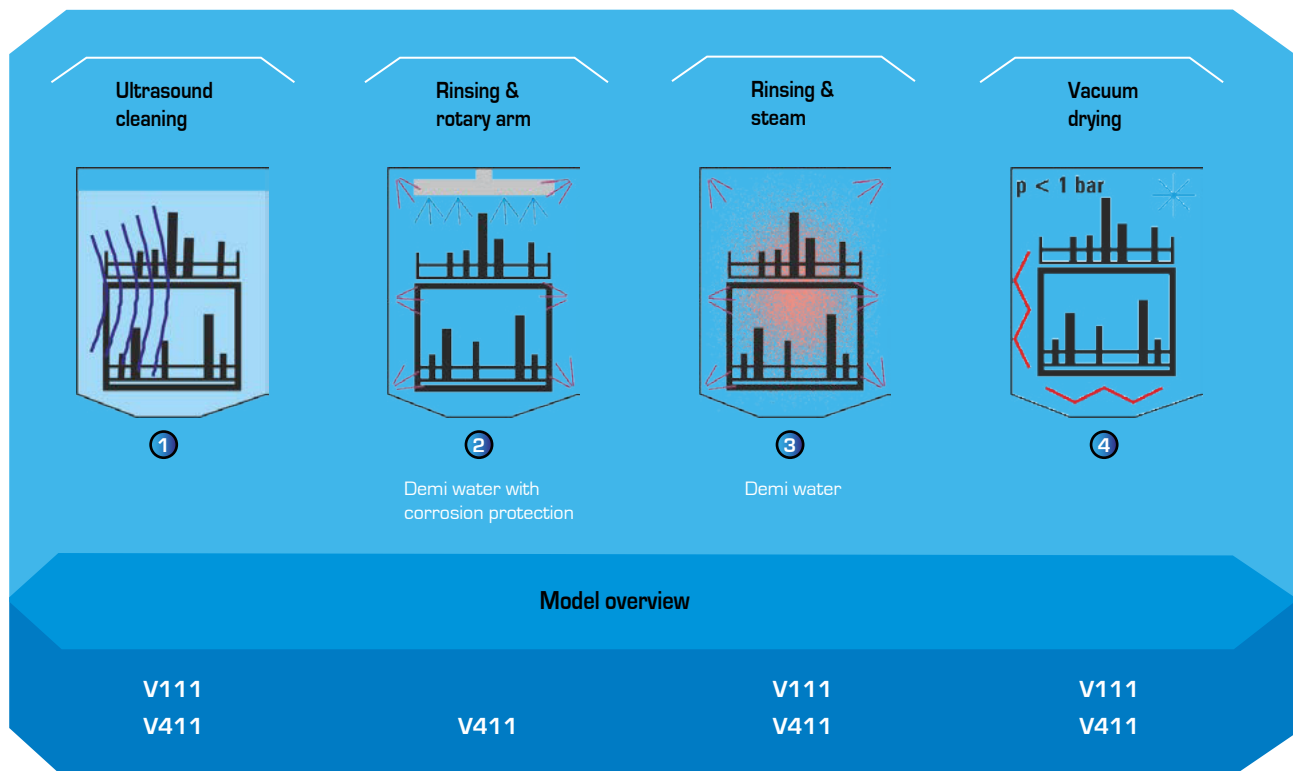 Ultrasound
cleaning
Rinsing &
rotary arm
Rinsing &
steam
Vacuum
drying
p < 1 bar
1
2
3
4
Demi water with
corrosion protection
Demi water
Model overview
V111
V111
V111
V411
V411
V411
V411